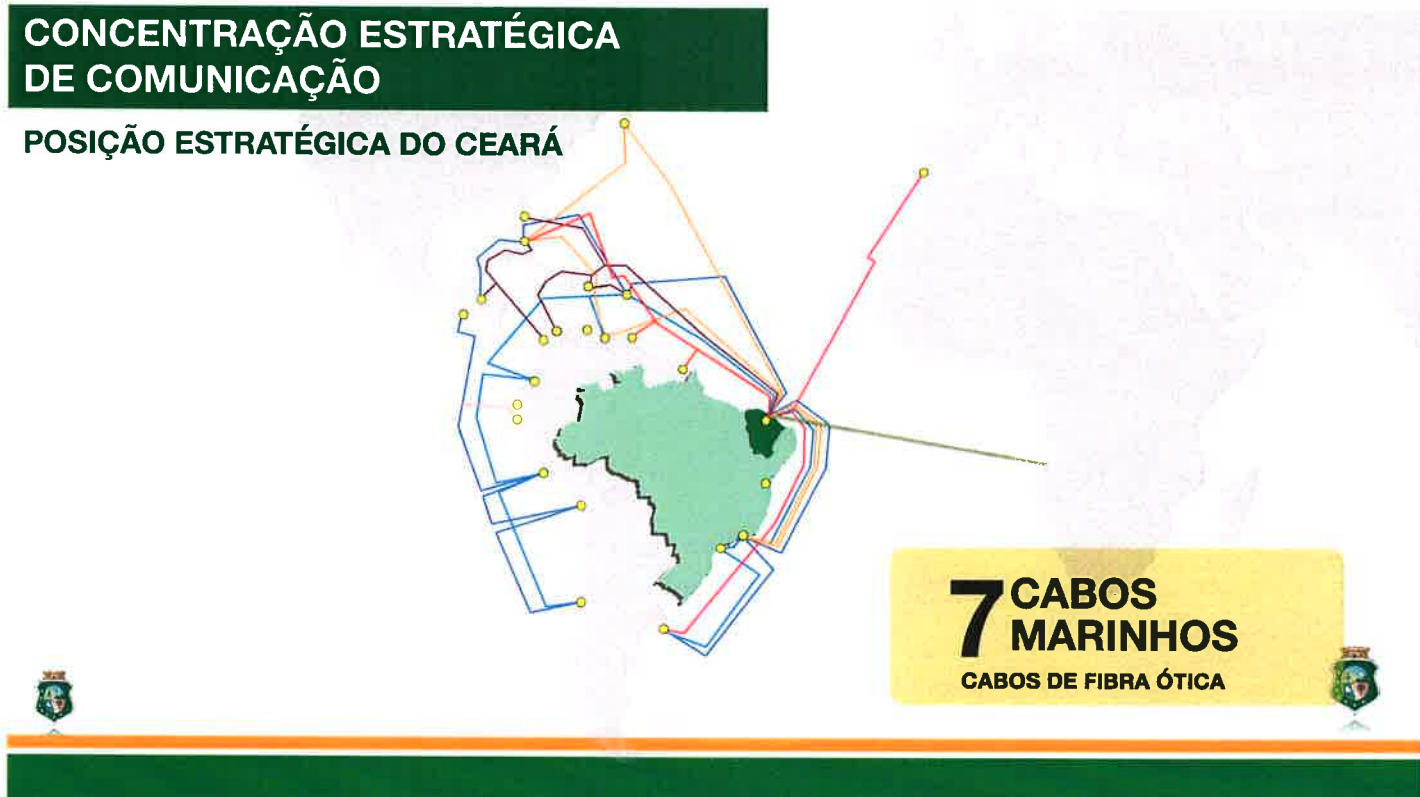 CONCENTRAÇÃO ESTRATÉGICA
DE COMUNICAÇÃO
POSIÇÃO ESTRATÉGICA DO CEARÁ
7 CABOS
MARINHOS
CABOS DE FIBRA ÓTICA